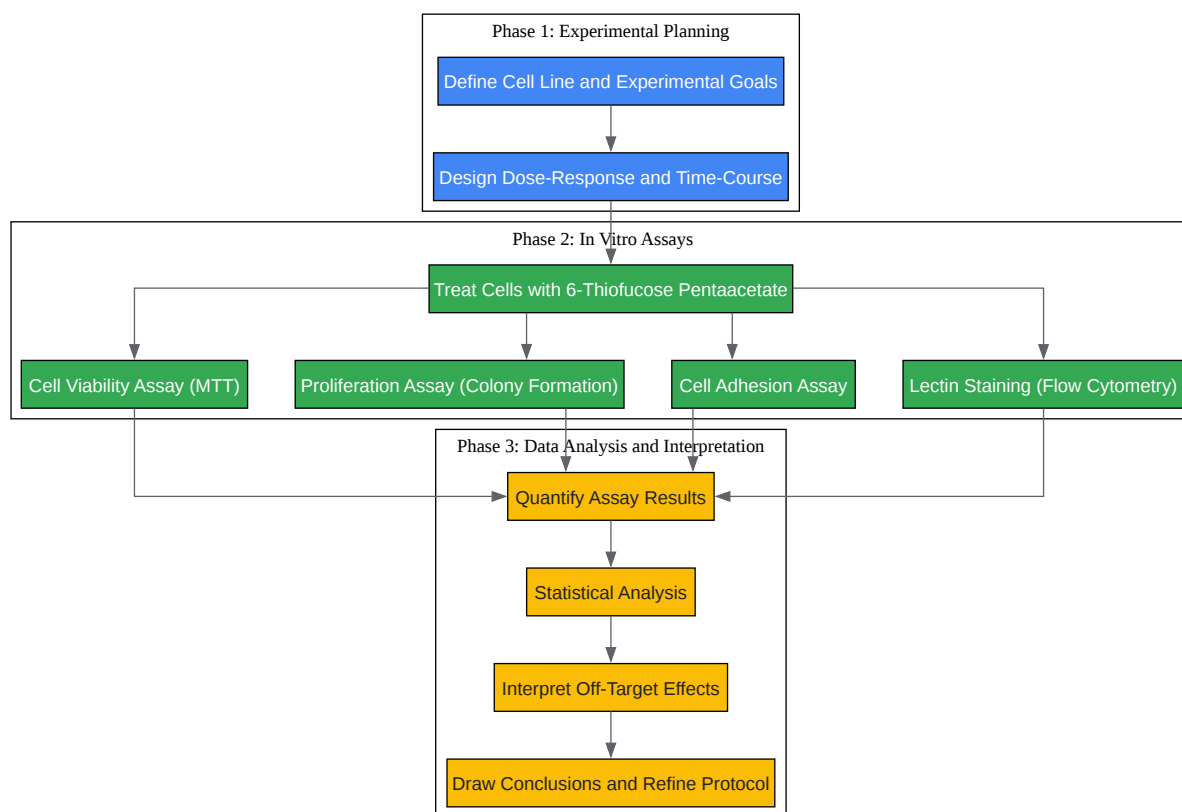 Phase 1: Experimental Planning
Define Cell Line and Experimental Goals
Design Dose-Response and Time-Course
Phase 2: In Vitro Assays
Treat Cells with 6-Thiofucose Pentaacetate
Cell Viability Assay (MTT)
Proliferation Assay (Colony Formation)
Cell Adhesion Assay
Lectin Staining (Flow Cytometry)
Phase 3: Data Analysis and Interpretation
Quantify Assay Results
Statistical Analysis
Interpret Off-Target Effects
Draw Conclusions and Refine Protocol